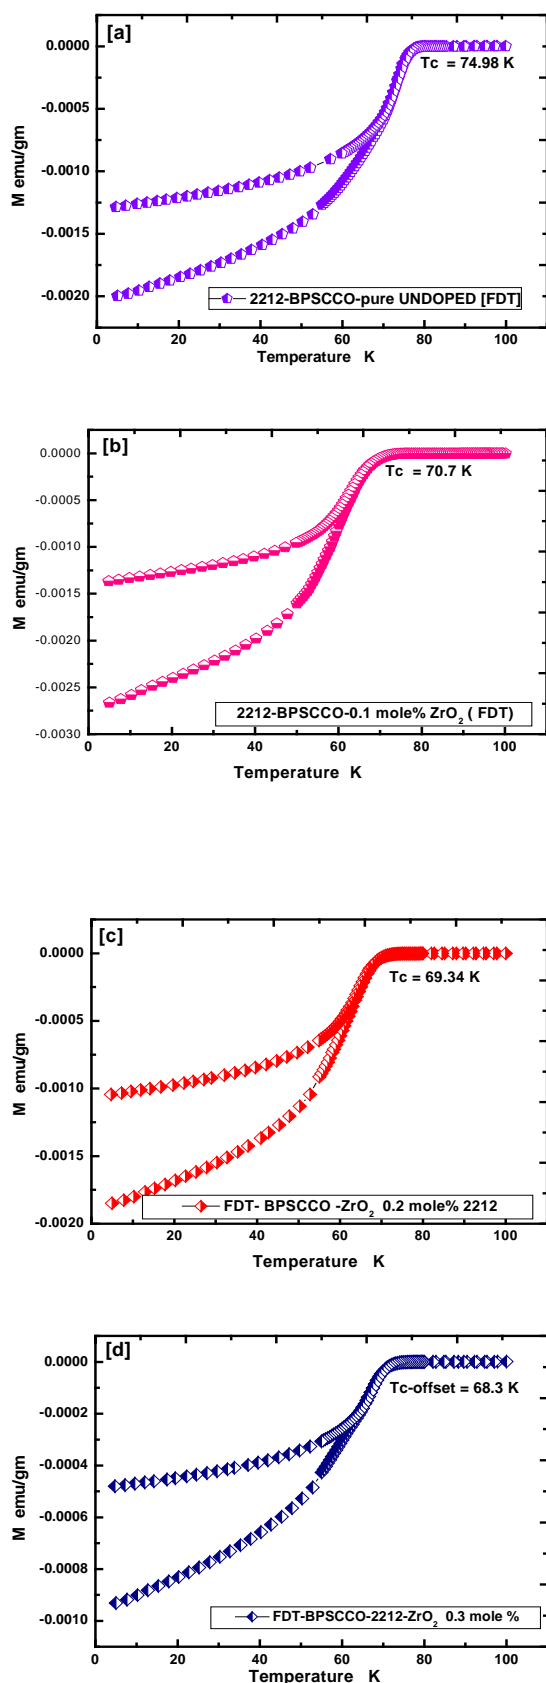 [a]
0.0000
Tc = 74.98 K
-0.0005
-0.0010
-0.0015
-0.0020
M emu/gm
2212-BPSCCO-pure UNDOPED [FDT]
0 20 40 60 80 100
Temperature K
[b]
0.0000
Tc = 70.7 K
-0.0005
-0.0010
-0.0015
-0.0020
-0.0025
-0.0030
M emu/gm
2212-BPSCCO-0.1 mole% ZrO₂ ( FDT)
0 20 40 60 80 100
Temperature K
[c]
0.0000
Tc = 69.34 K
-0.0005
-0.0010
-0.0015
-0.0020
M emu/gm
FDT- BPSCCO -ZrO₂ 0.2 mole% 2212
0 20 40 60 80 100
Temperature K
[d]
0.0000
Tc-offset = 68.3 K
-0.0002
-0.0004
-0.0006
-0.0008
-0.0010
M emu/gm
FDT-BPSCCO-2212-ZrO₂ 0.3 mole %
0 20 40 60 80 100
Temperature K